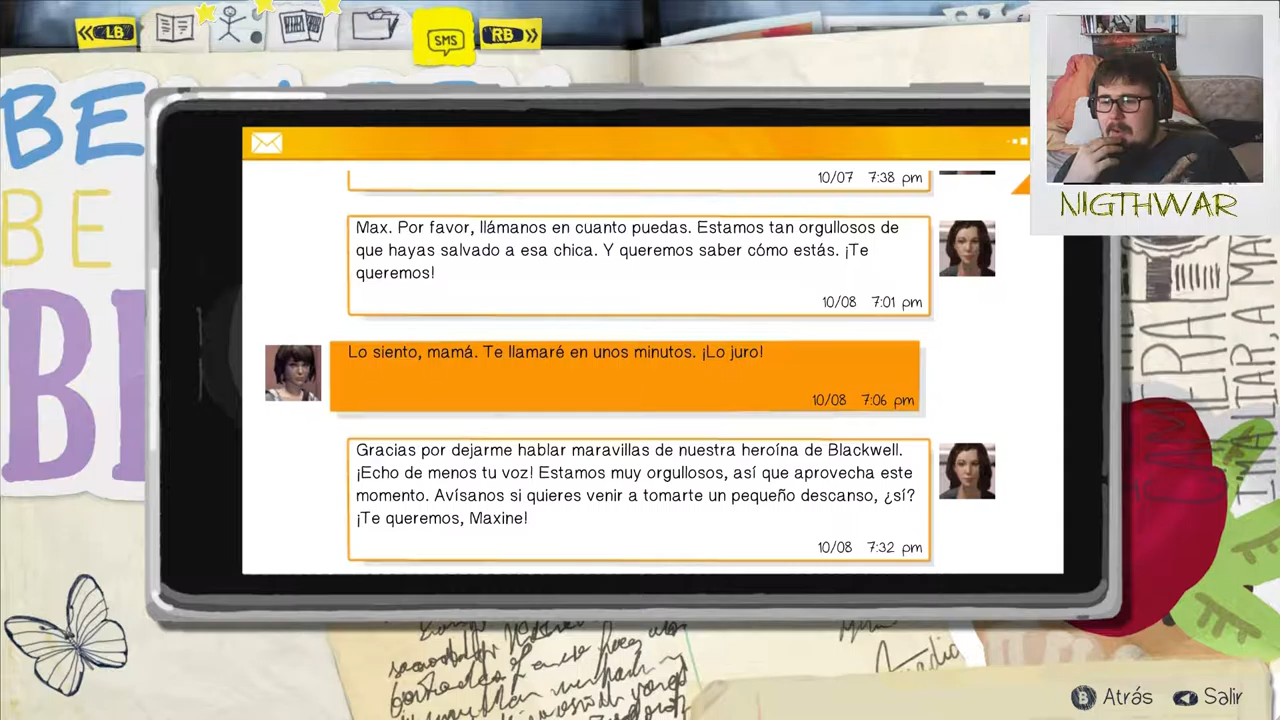 LB
SMS
RB
BE
BE
NIGTHWAR
10/07 7:38 pm
Max. Por favor, llámanos en cuanto puedas. Estamos tan orgullosos de
que hayas salvado a esa chica. Y queremos saber cómo estás. ¡Te
queremos!
10/08 7:01 pm
Lo siento, mamá. Te llamaré en unos minutos. ¡Lo juro!
10/08 7:06 pm
Gracias por dejarme hablar maravillas de nuestra heroína de Blackwell.
¡Echo de menos tu voz! Estamos muy orgullosos, así que aprovecha este
momento. Avísanos si quieres venir a tomarte un pequeño descanso, ¿sí?
¡Te queremos, Maxine!
10/08 7:32 pm
B Atrás
Salir